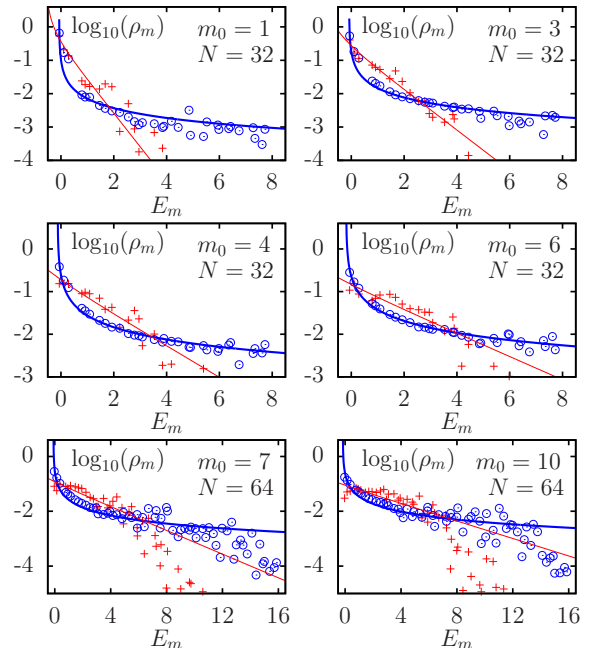 log₁₀(ρₘ) m₀ = 1
N = 32
0
-1
-2
-3
-4
0 2 4 6 8
Eₘ
log₁₀(ρₘ) m₀ = 3
N = 32
0
-1
-2
-3
-4
0 2 4 6 8
Eₘ
log₁₀(ρₘ) m₀ = 4
N = 32
0
-1
-2
-3
0 2 4 6 8
Eₘ
log₁₀(ρₘ) m₀ = 6
N = 32
0
-1
-2
-3
0 2 4 6 8
Eₘ
log₁₀(ρₘ) m₀ = 7
N = 64
0
-2
-4
0 4 8 12 16
Eₘ
log₁₀(ρₘ) m₀ = 10
N = 64
0
-2
-4
0 4 8 12 16
Eₘ